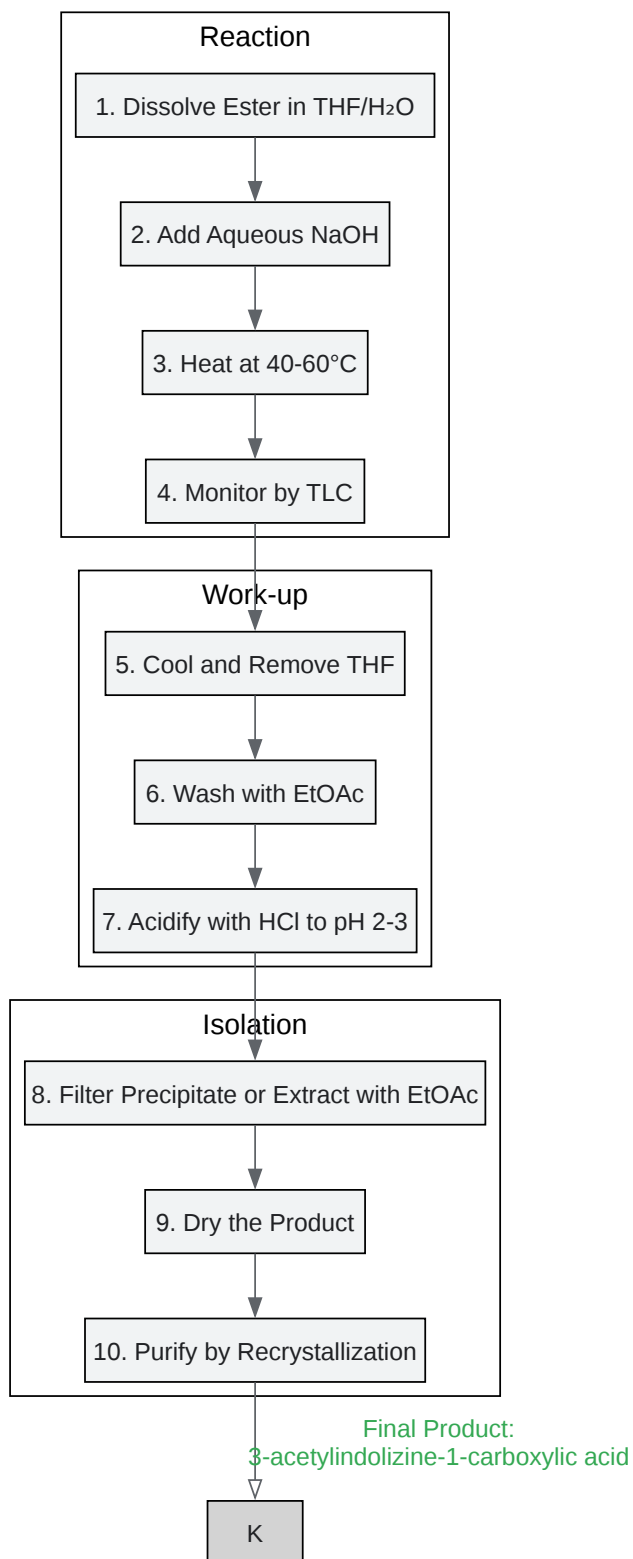 Reaction
1. Dissolve Ester in THF/H₂O
2. Add Aqueous NaOH
3. Heat at 40-60°C
4. Monitor by TLC
Work-up
5. Cool and Remove THF
6. Wash with EtOAc
7. Acidify with HCl to pH 2-3
Isolation
8. Filter Precipitate or Extract with EtOAc
9. Dry the Product
10. Purify by Recrystallization
Final Product:
3-acetylindolizine-1-carboxylic acid
K